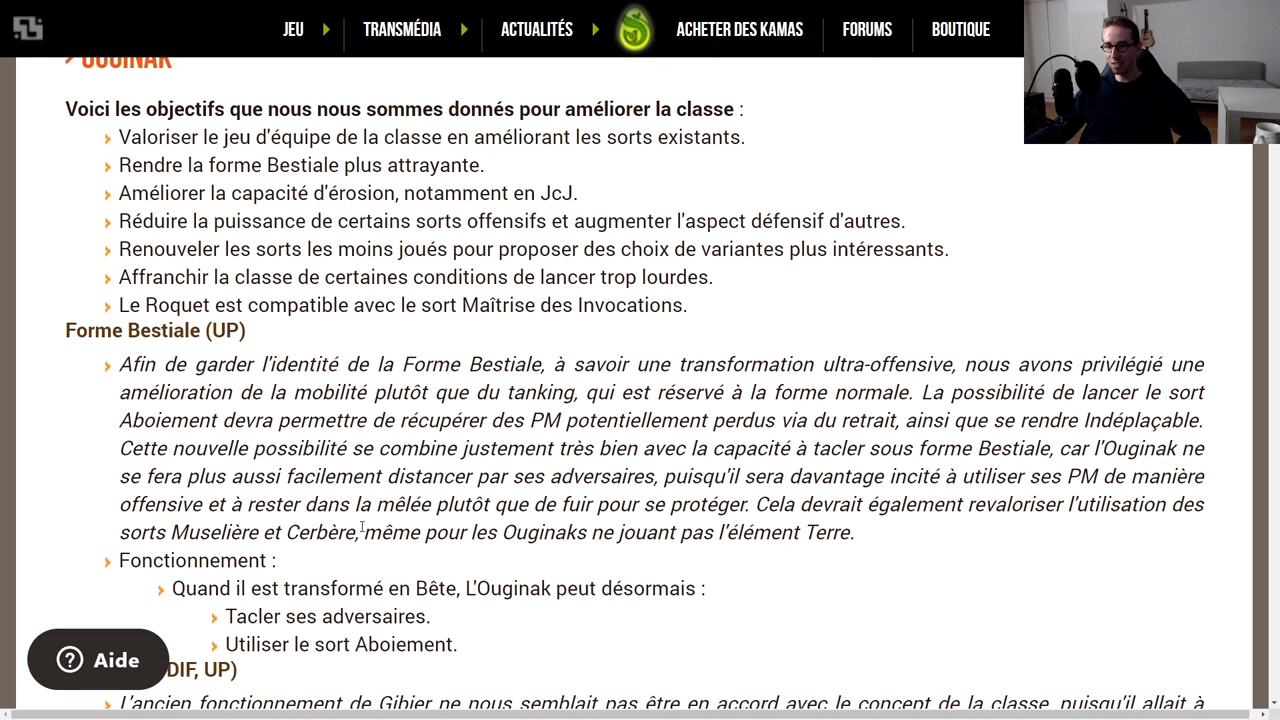 JEU
TRANSMÉDIA
ACTUALITÉS
ACHETER DES KAMAS
FORUMS
BOUTIQUE
OUGINAK
Voici les objectifs que nous nous sommes donnés pour améliorer la classe :
Valoriser le jeu d'équipe de la classe en améliorant les sorts existants.
Rendre la forme Bestiale plus attrayante.
Améliorer la capacité d'érosion, notamment en JcJ.
Réduire la puissance de certains sorts offensifs et augmenter l'aspect défensif d'autres.
Renouveler les sorts les moins joués pour proposer des choix de variantes plus intéressants.
Affranchir la classe de certaines conditions de lancer trop lourdes.
Le Roquet est compatible avec le sort Maîtrise des Invocations.
Forme Bestiale (UP)
Afin de garder l'identité de la Forme Bestiale, à savoir une transformation ultra-offensive, nous avons privilégié une
amélioration de la mobilité plutôt que du tanking, qui est réservé à la forme normale. La possibilité de lancer le sort
Aboiement devra permettre de récupérer des PM potentiellement perdus via du retrait, ainsi que se rendre Indéplaçable.
Cette nouvelle possibilité se combine justement très bien avec la capacité à tacler sous forme Bestiale, car l'Ouginak ne
se fera plus aussi facilement distancer par ses adversaires, puisqu'il sera davantage incité à utiliser ses PM de manière
offensive et à rester dans la mêlée plutôt que de fuir pour se protéger. Cela devrait également revaloriser l'utilisation des
sorts Muselière et Cerbère, même pour les Ouginaks ne jouant pas l'élément Terre.
Fonctionnement :
Quand il est transformé en Bête, L'Ouginak peut désormais :
Tacler ses adversaires.
Utiliser le sort Aboiement.
Aide
DIF, UP)
L'ancien fonctionnement de Gibier ne nous semblait pas être en accord avec le concept de la classe, puisqu'il allait à